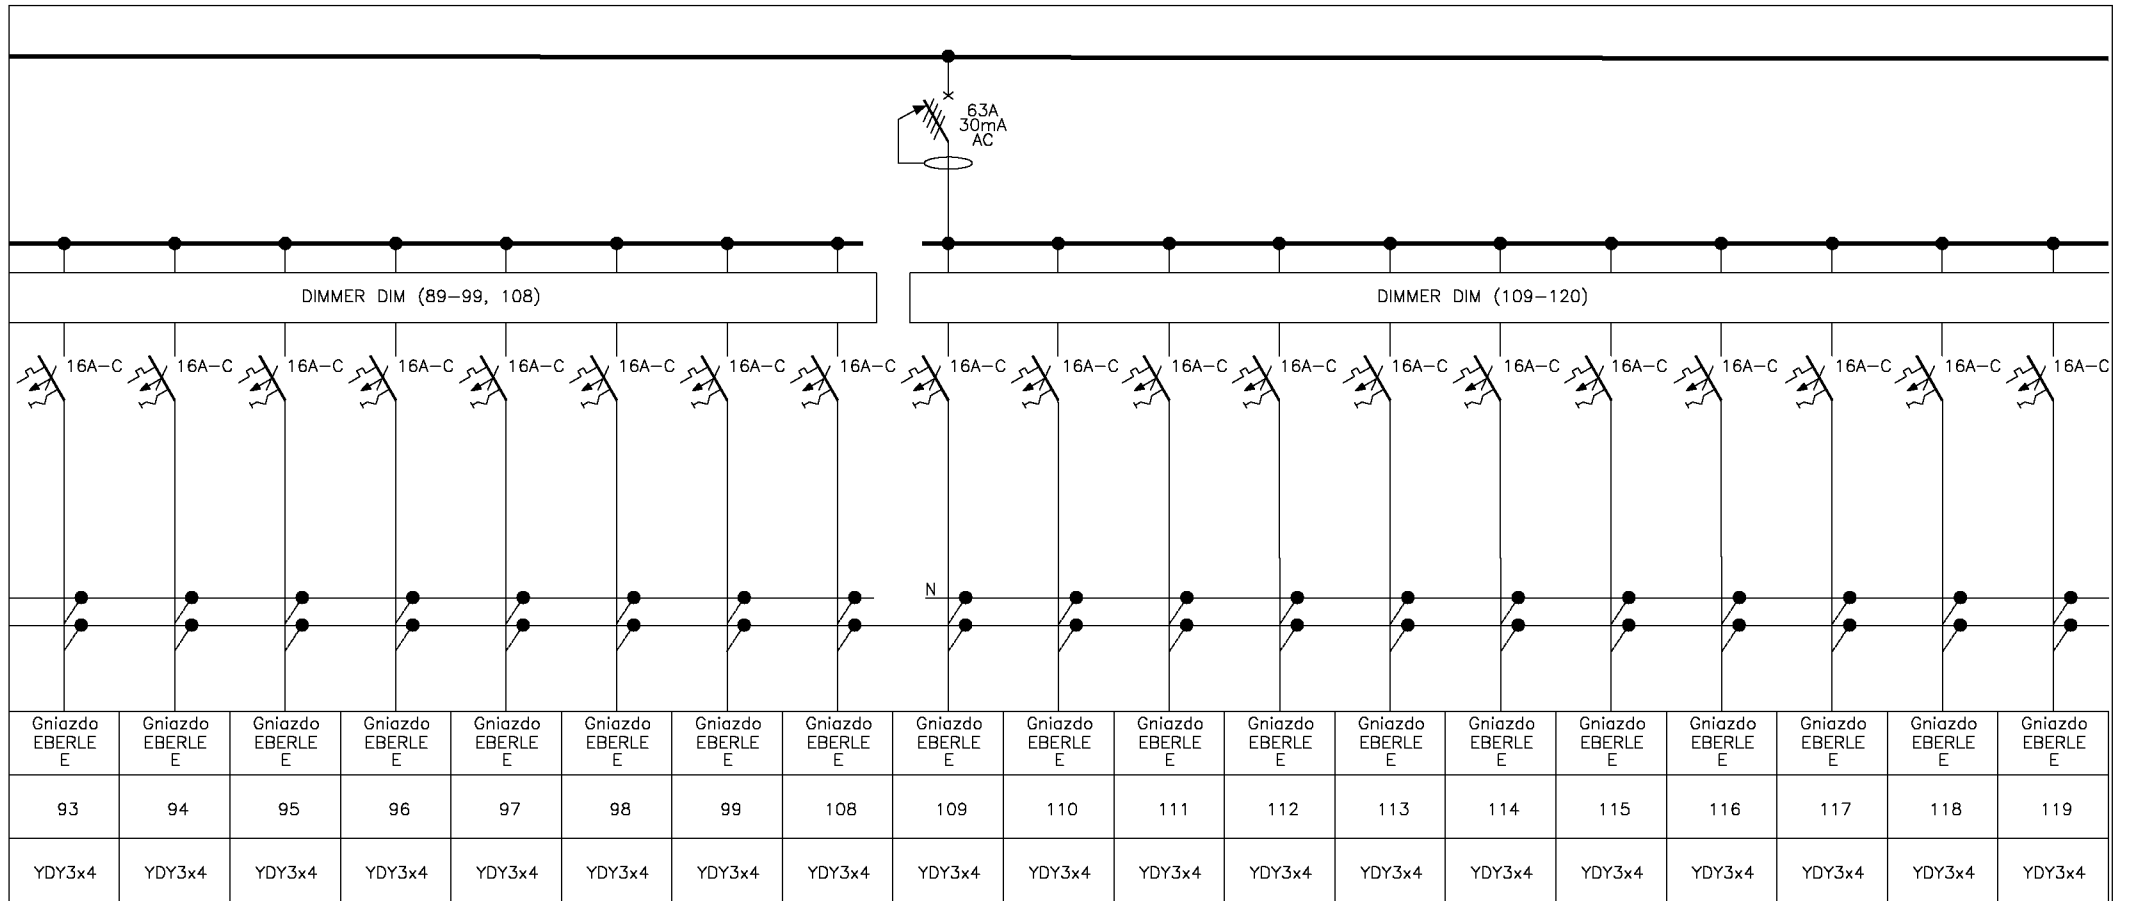 63A
30mA
AC
DIMMER DIM (89-99, 108)
DIMMER DIM (109-120)
16A-C 16A-C 16A-C 16A-C 16A-C 16A-C 16A-C 16A-C 16A-C 16A-C 16A-C 16A-C 16A-C 16A-C 16A-C 16A-C 16A-C 16A-C 16A-C
N
Gniazdo Gniazdo Gniazdo Gniazdo Gniazdo Gniazdo Gniazdo Gniazdo Gniazdo Gniazdo Gniazdo Gniazdo Gniazdo Gniazdo Gniazdo Gniazdo Gniazdo Gniazdo Gniazdo
EBERLE EBERLE EBERLE EBERLE EBERLE EBERLE EBERLE EBERLE EBERLE EBERLE EBERLE EBERLE EBERLE EBERLE EBERLE EBERLE EBERLE EBERLE EBERLE
E E E E E E E E E E E E E E E E E E E
93 94 95 96 97 98 99 108 109 110 111 112 113 114 115 116 117 118 119
YDY3x4 YDY3x4 YDY3x4 YDY3x4 YDY3x4 YDY3x4 YDY3x4 YDY3x4 YDY3x4 YDY3x4 YDY3x4 YDY3x4 YDY3x4 YDY3x4 YDY3x4 YDY3x4 YDY3x4 YDY3x4 YDY3x4